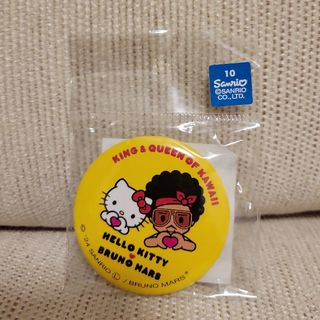 10
Sanrio
©SANRIO
CO., LTD.
KING & QUEEN OF KAWAII
HELLO KITTY
BRUNO MARS
© '24 SANRIO Ⓛ / BRUNO MARS®